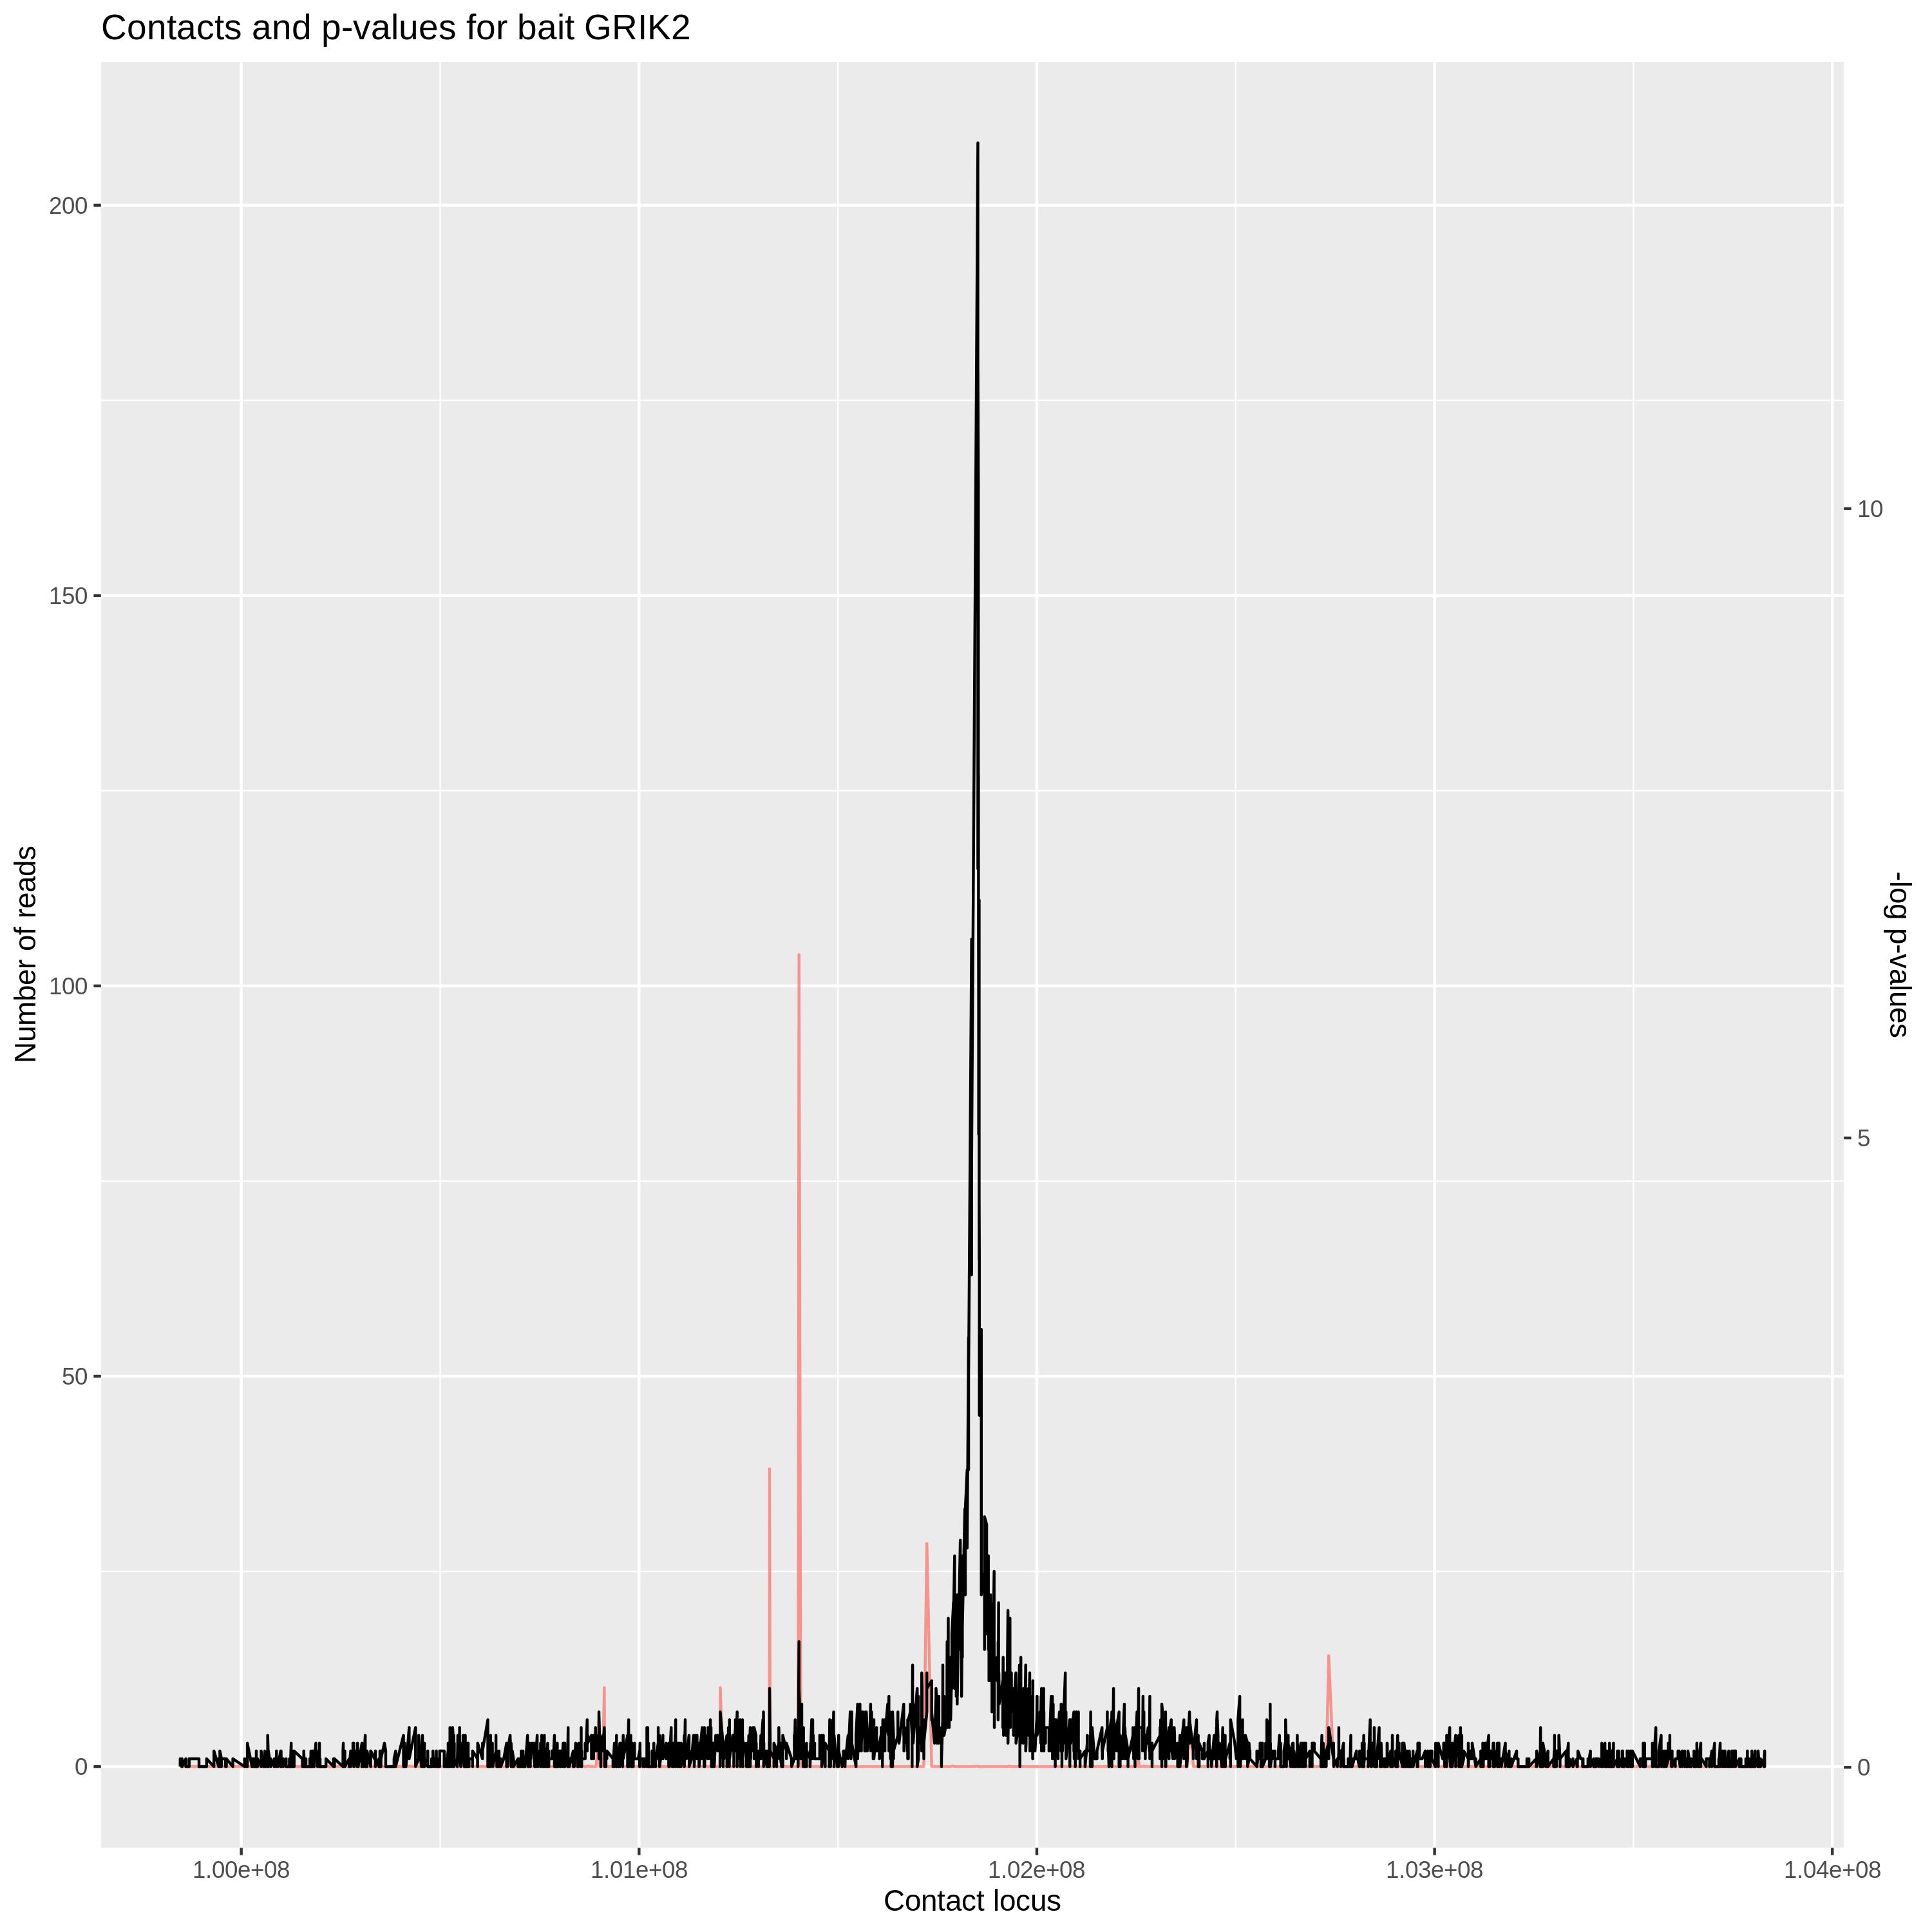 Contacts and p-values for bait GRIK2
Number of reads
200
150
100
50
0
10
5
0
-log p-values
1.00e+08
1.01e+08
1.02e+08
1.03e+08
1.04e+08
Contact locus